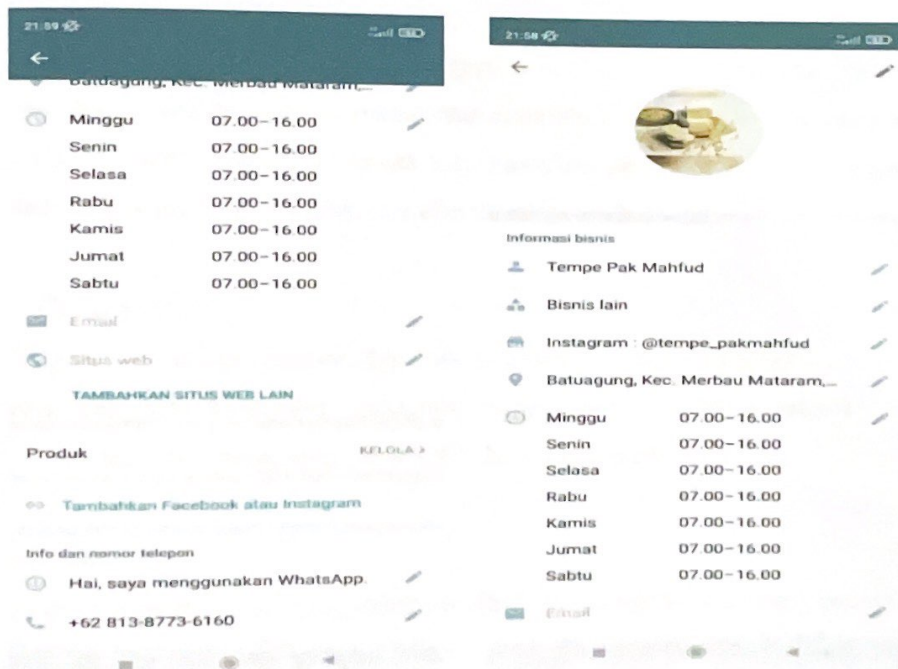 21:59
Batuagung, Kec. Merbau Mataram,...
Minggu 07.00–16.00
Senin 07.00–16.00
Selasa 07.00–16.00
Rabu 07.00–16.00
Kamis 07.00–16.00
Jumat 07.00–16.00
Sabtu 07.00–16.00
Email
Situs web
TAMBAHKAN SITUS WEB LAIN
Produk KELOLA >
Tambahkan Facebook atau Instagram
Info dan nomor telepon
Hai, saya menggunakan WhatsApp.
+62 813-8773-6160
21:58
Informasi bisnis
Tempe Pak Mahfud
Bisnis lain
Instagram : @tempe_pakmahfud
Batuagung, Kec. Merbau Mataram,...
Minggu 07.00–16.00
Senin 07.00–16.00
Selasa 07.00–16.00
Rabu 07.00–16.00
Kamis 07.00–16.00
Jumat 07.00–16.00
Sabtu 07.00–16.00
Email